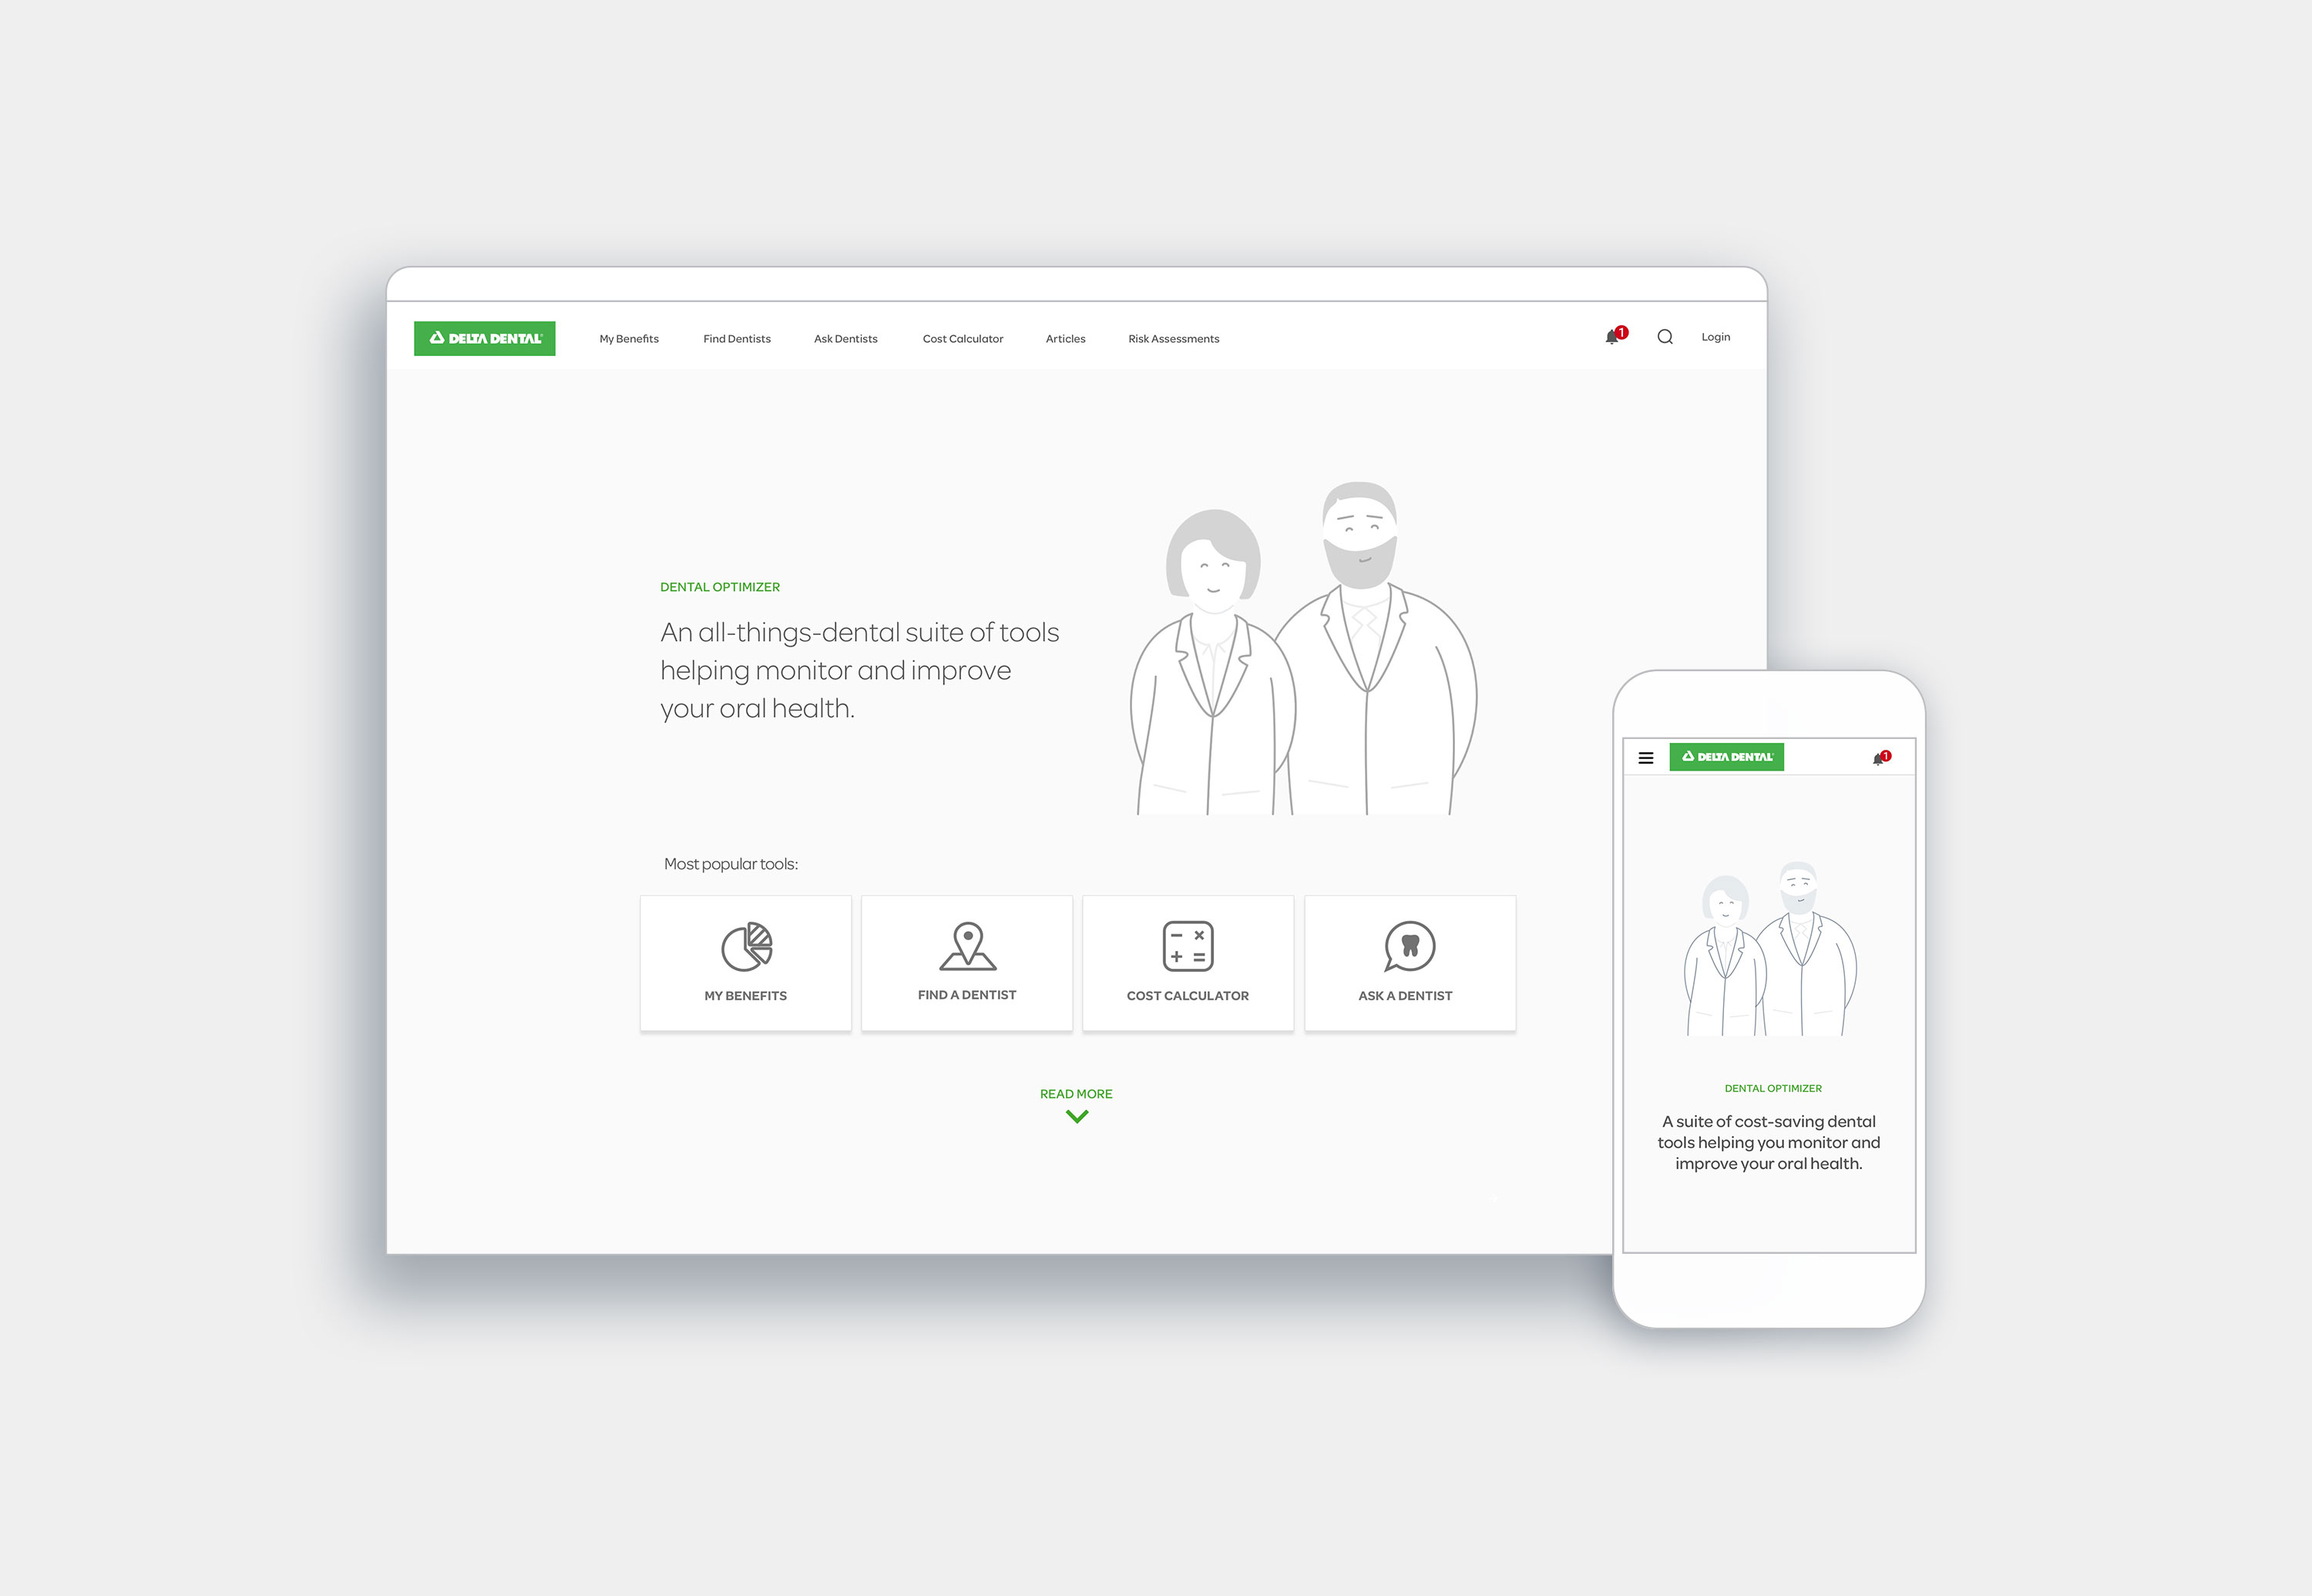 DELTA DENTAL
My Benefits
Find Dentists
Ask Dentists
Cost Calculator
Articles
Risk Assessments
1
Login
DENTAL OPTIMIZER
An all-things-dental suite of tools
helping monitor and improve
your oral health.
Most popular tools:
MY BENEFITS
FIND A DENTIST
COST CALCULATOR
ASK A DENTIST
READ MORE
DELTA DENTAL
1
DENTAL OPTIMIZER
A suite of cost-saving dental
tools helping you monitor and
improve your oral health.